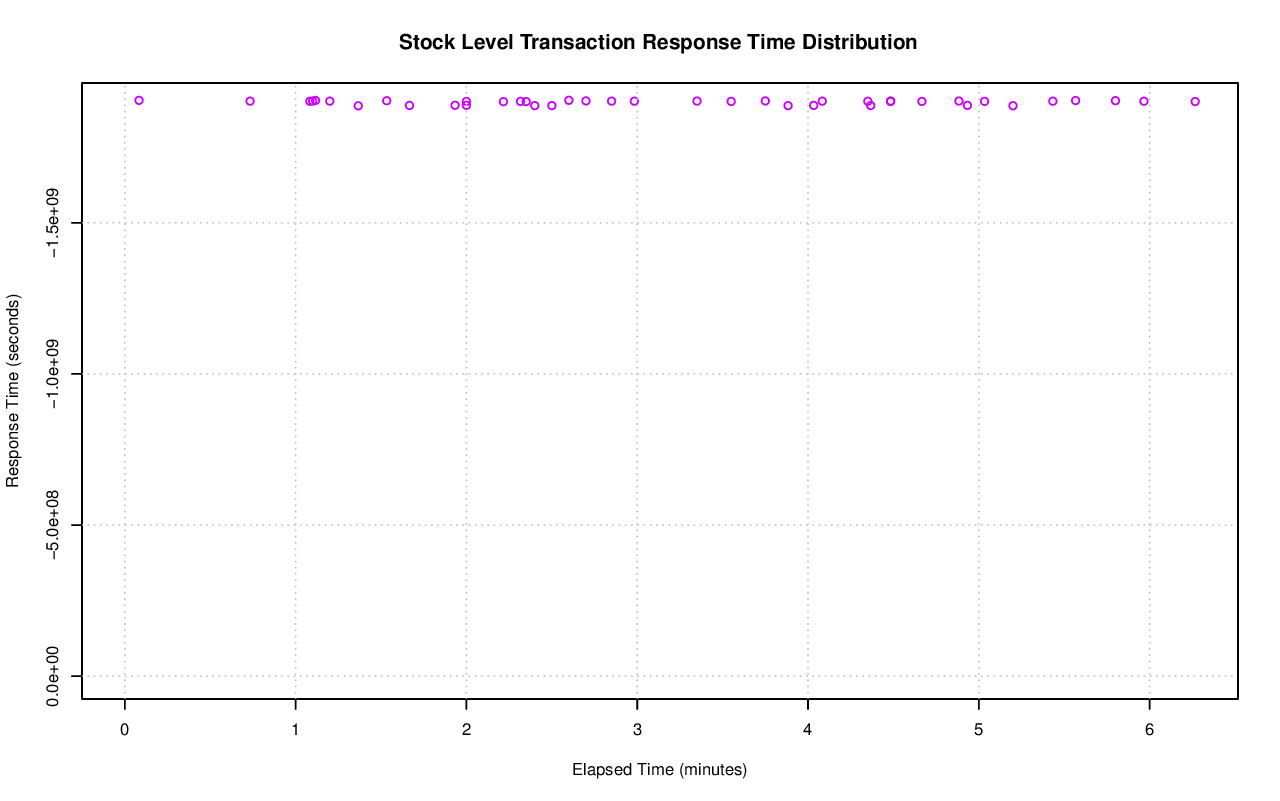 Stock Level Transaction Response Time Distribution
Response Time (seconds)
−1.5e+09
−1.0e+09
−5.0e+08
0.0e+00
0 1 2 3 4 5 6
Elapsed Time (minutes)